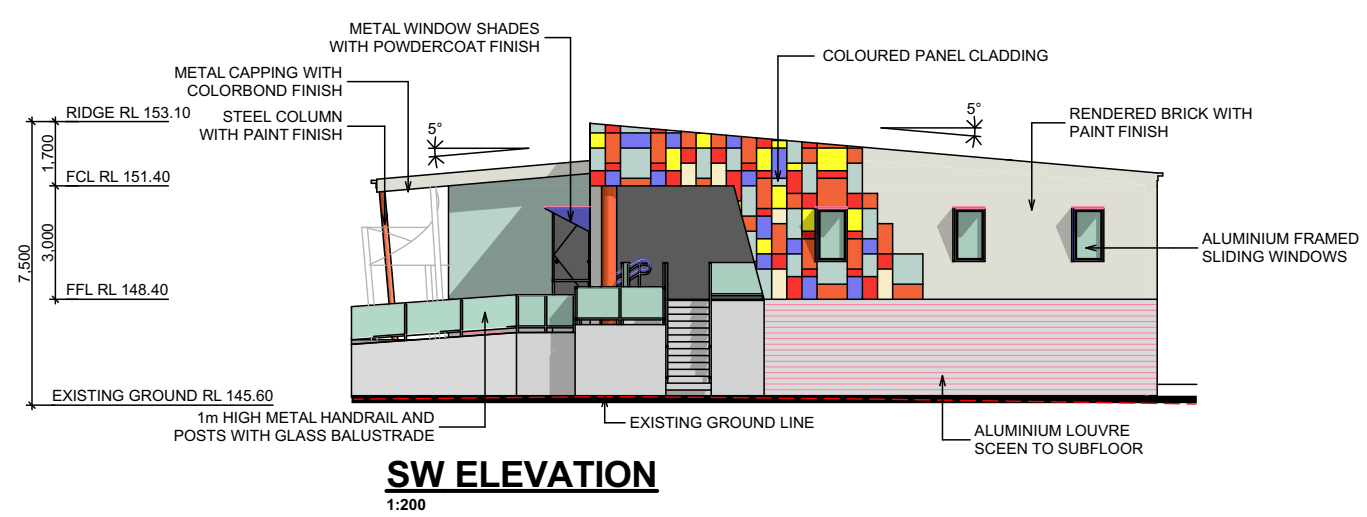 METAL WINDOW SHADES
WITH POWDERCOAT FINISH
COLOURED PANEL CLADDING
METAL CAPPING WITH
COLORBOND FINISH
RIDGE RL 153.10
STEEL COLUMN
WITH PAINT FINISH
5°
5°
RENDERED BRICK WITH
PAINT FINISH
1,700
FCL RL 151.40
7,500
3,000
ALUMINIUM FRAMED
SLIDING WINDOWS
FFL RL 148.40
EXISTING GROUND RL 145.60
1m HIGH METAL HANDRAIL AND
POSTS WITH GLASS BALUSTRADE
EXISTING GROUND LINE
ALUMINIUM LOUVRE
SCEEN TO SUBFLOOR
SW ELEVATION
1:200